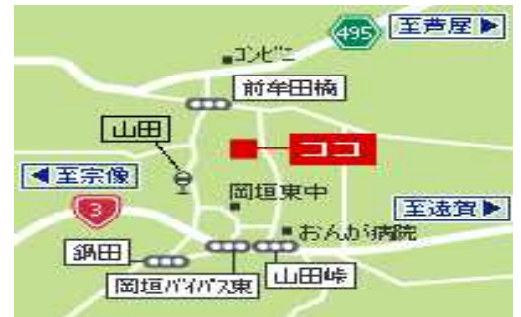 495
至芦屋▶
コンビニ
前牟田橋
山田
ココ
◀至宗像
3
岡垣東中
至遠賀▶
おんが病院
鍋田
岡垣バイパス東
山田峠